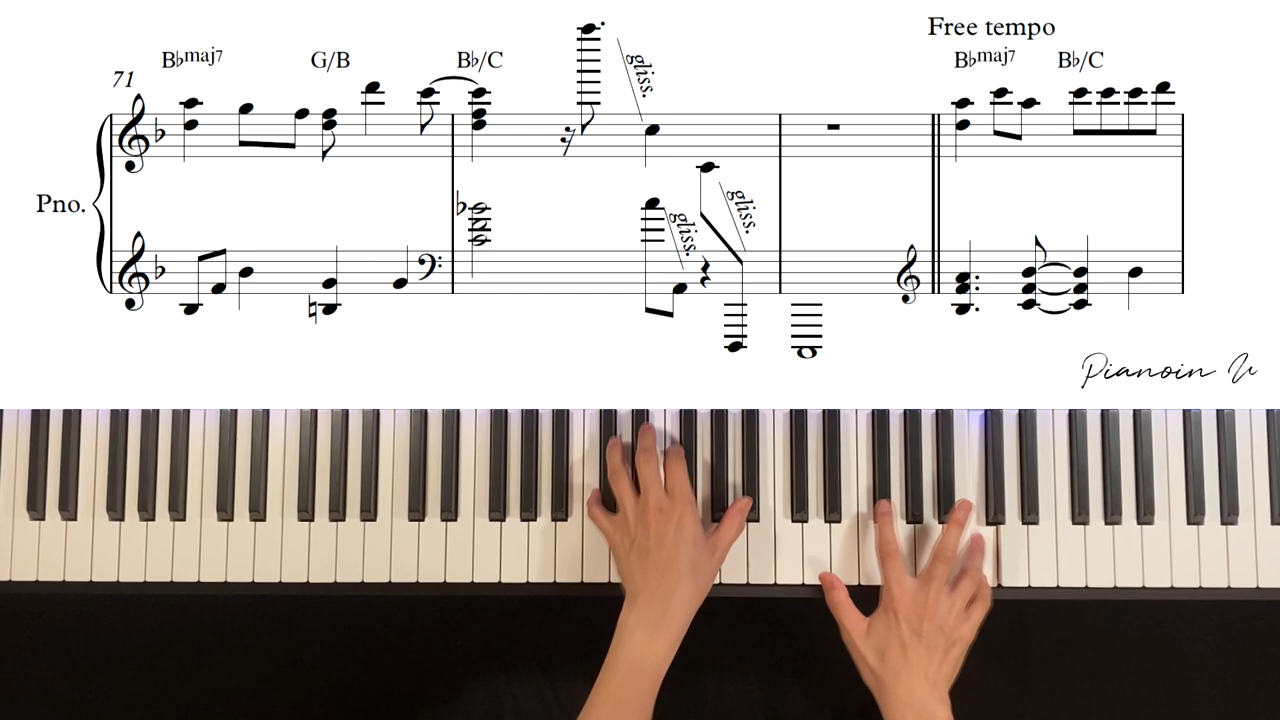 Free tempo
71
B♭maj7 G/B B♭/C B♭maj7 B♭/C
gliss.
Pno.
gliss. gliss.
Pianoin U